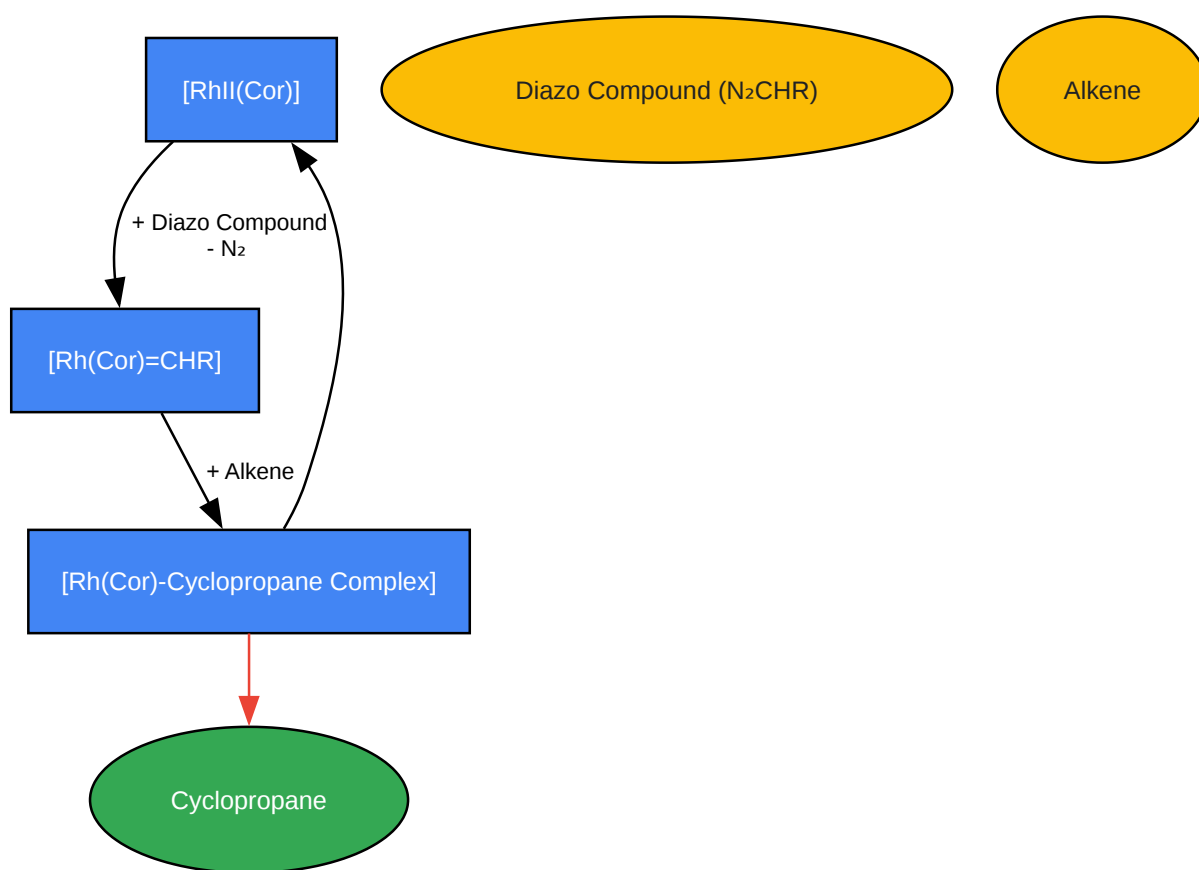 [RhII(Cor)]
Diazo Compound (N₂CHR)
Alkene
+ Diazo Compound
- N₂
[Rh(Cor)=CHR]
+ Alkene
[Rh(Cor)-Cyclopropane Complex]
Cyclopropane